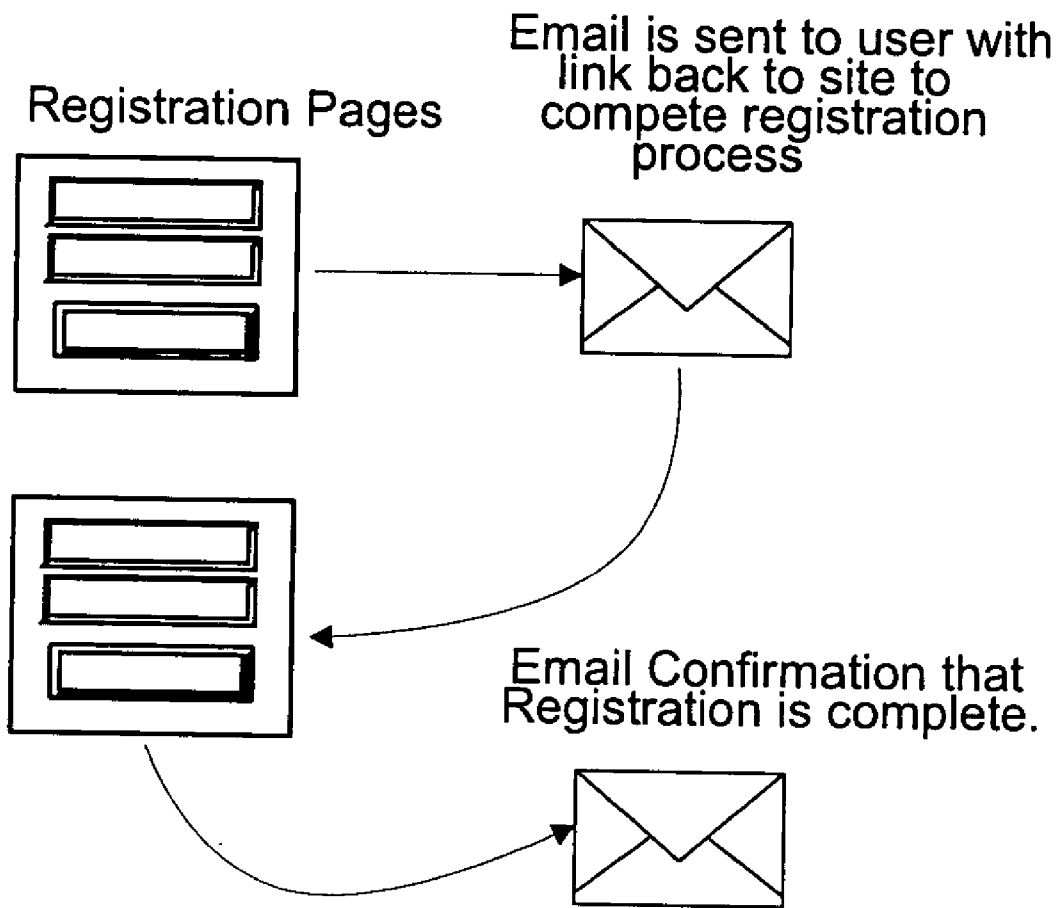 Email is sent to user with
link back to site to
compete registration
process
Registration Pages
Email Confirmation that
Registration is complete.